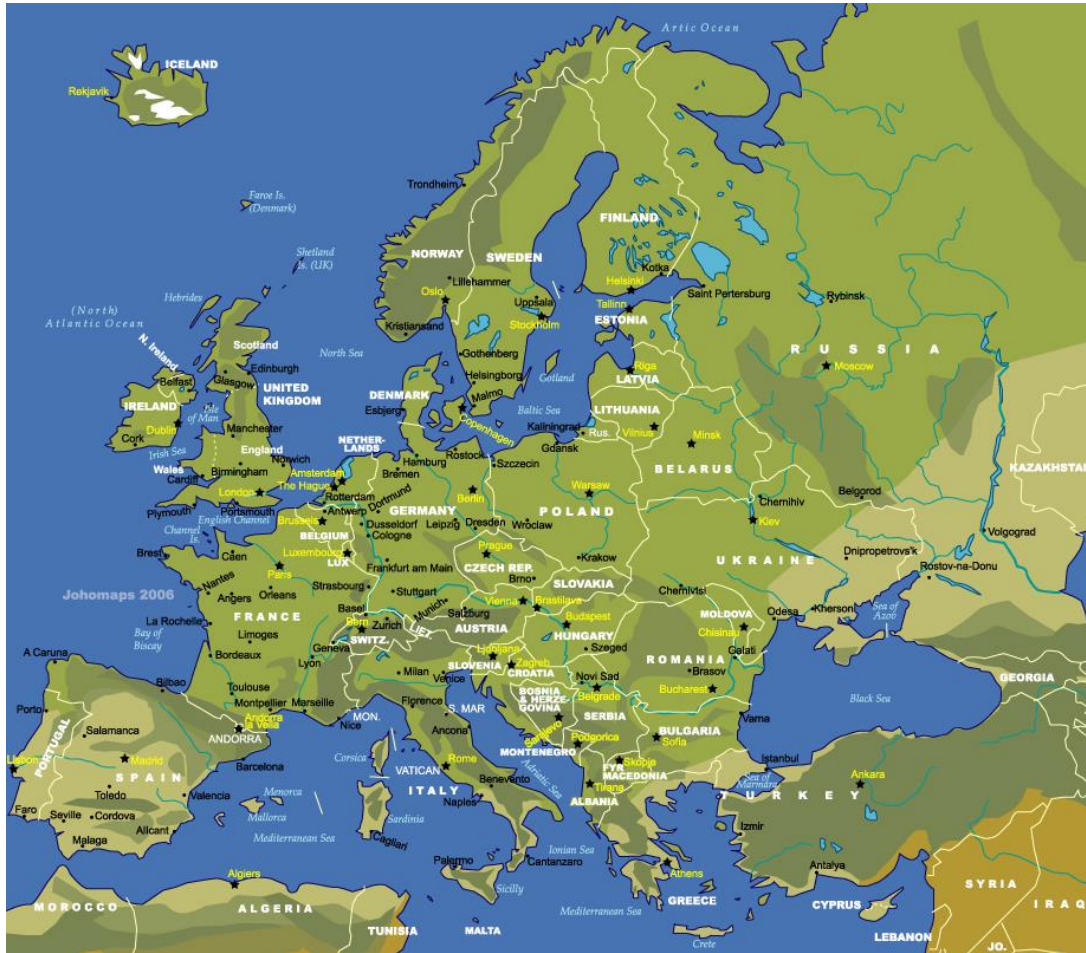 Artic Ocean
ICELAND
Rekjavik
Trondheim
Faroe Is.
(Denmark)
FINLAND
NORWAY
SWEDEN
Shetland
Is. (UK)
Kotka
Lillehammer
Helsinki
Oslo
Saint Pertersburg
Rybinsk
Hebrides
Uppsala
Tallinn
(North)
Atlantic Ocean
Stockholm
ESTONIA
Kristiansand
N. Ireland
Scotland
North Sea
Gothenberg
RUSSIA
Edinburgh
Riga
Moscow
Glasgow
Helsingborg
Gotland
LATVIA
Belfast
UNITED
KINGDOM
DENMARK
Malmo
IRELAND
Isle
of Man
Esbjerg
Baltic Sea
LITHUANIA
Dublin
Manchester
Copenhagen
Kaliningrad
Rus.
Vilnius
Minsk
Cork
England
NETHER-
LANDS
Gdansk
Irish Sea
Norwich
Hamburg
Rostock
Szczecin
BELARUS
KAZAKHSTAN
Wales
Birmingham
Amsterdam
Bremen
Cardiff
The Hague
Warsaw
London
Berlin
Chernihiv
Belgorod
Rotterdam
Dortmund
Plymouth
Portsmouth
Antwerp
GERMANY
POLAND
English Channel
Brussels
Dusseldorf
Leipzig
Dresden
Wroclaw
Kiev
Volgograd
Channel
Is.
BELGIUM
Cologne
Brest
Caen
Luxembourg
LUX
Prague
Krakow
UKRAINE
Dnipropetrovs'k
Paris
Frankfurt am Main
CZECH REP.
Rostov-na-Donu
Nantes
Strasbourg
Brno
SLOVAKIA
Johomaps 2006
Angers
Orleans
Stuttgart
Munich
Chernivtsi
Vienna
Brastilava
Basel
Salzburg
MOLDOVA
Odesa
Kherson
Sea of
Azov
La Rochelle
FRANCE
Bern
Zurich
LIET.
AUSTRIA
Budapest
Chisinau
Bay of
Biscay
Limoges
SWITZ.
HUNGARY
Geneva
Ljubljana
Szeged
Galati
A Caruna
Bordeaux
Lyon
Milan
Venice
SLOVENIA
Zagreb
CROATIA
ROMANIA
Brasov
GEORGIA
Bilbao
Toulouse
Novi Sad
Porto
Montpellier
Marseille
Florence
BOSNIA
& HERZE-
GOVINA
Belgrade
Bucharest
Black Sea
MON.
S. MAR
SERBIA
Varna
Andorra
la Vella
Nice
Ancona
Sarajevo
BULGARIA
Salamanca
ANDORRA
Podgorica
Sofia
PORTUGAL
MONTENEGRO
Lisbon
Madrid
Barcelona
Corsica
Rome
Skopje
Istanbul
SPAIN
VATICAN
FYR
MACEDONIA
Sea of
Marmara
Ankara
Toledo
Valencia
Menorca
ITALY
Benevento
Adriatic Sea
Tirana
TURKEY
Faro
Naples
ALBANIA
Seville
Cordova
Mallorca
Sardinia
Alicant
Mediterranean Sea
Izmir
Malaga
Cagliari
Ionian Sea
Palermo
Cantanzaro
Algiers
Athens
Antalya
Sicilly
SYRIA
MOROCCO
ALGERIA
GREECE
CYPRUS
IRAQ
Mediterranean Sea
TUNISIA
MALTA
LEBANON
Crete
JO.